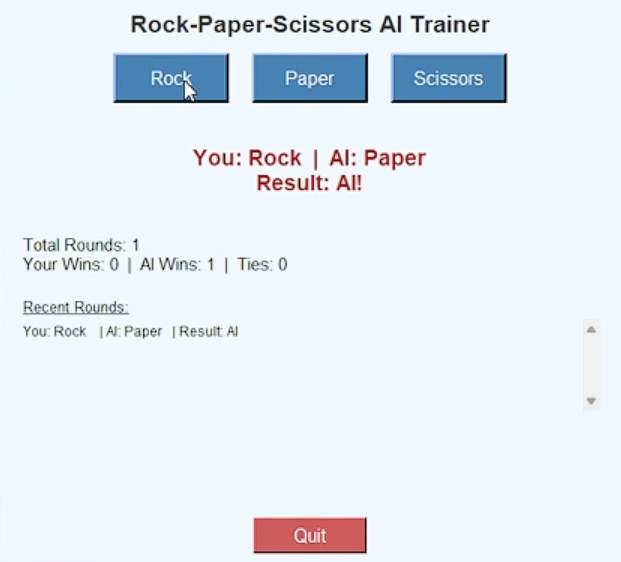 Rock-Paper-Scissors AI Trainer
Rock Paper Scissors
You: Rock | AI: Paper
Result: AI!
Total Rounds: 1
Your Wins: 0 | AI Wins: 1 | Ties: 0
Recent Rounds:
You: Rock | AI: Paper | Result: AI
Quit